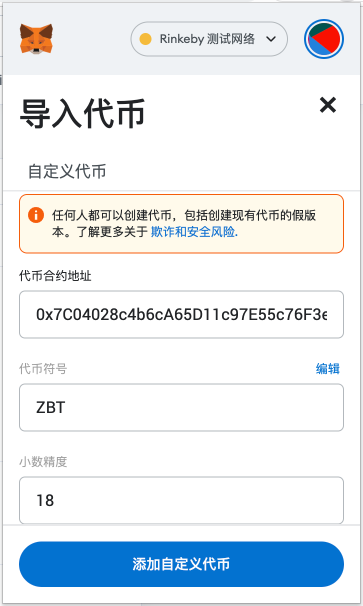 Rinkeby 测试网络
导入代币
自定义代币
任何人都可以创建代币，包括创建现有代币的假版
本。了解更多关于 欺诈和安全风险.
代币合约地址
0x7C04028c4b6cA65D11c97E55c76F3e
代币符号
编辑
ZBT
小数精度
18
添加自定义代币